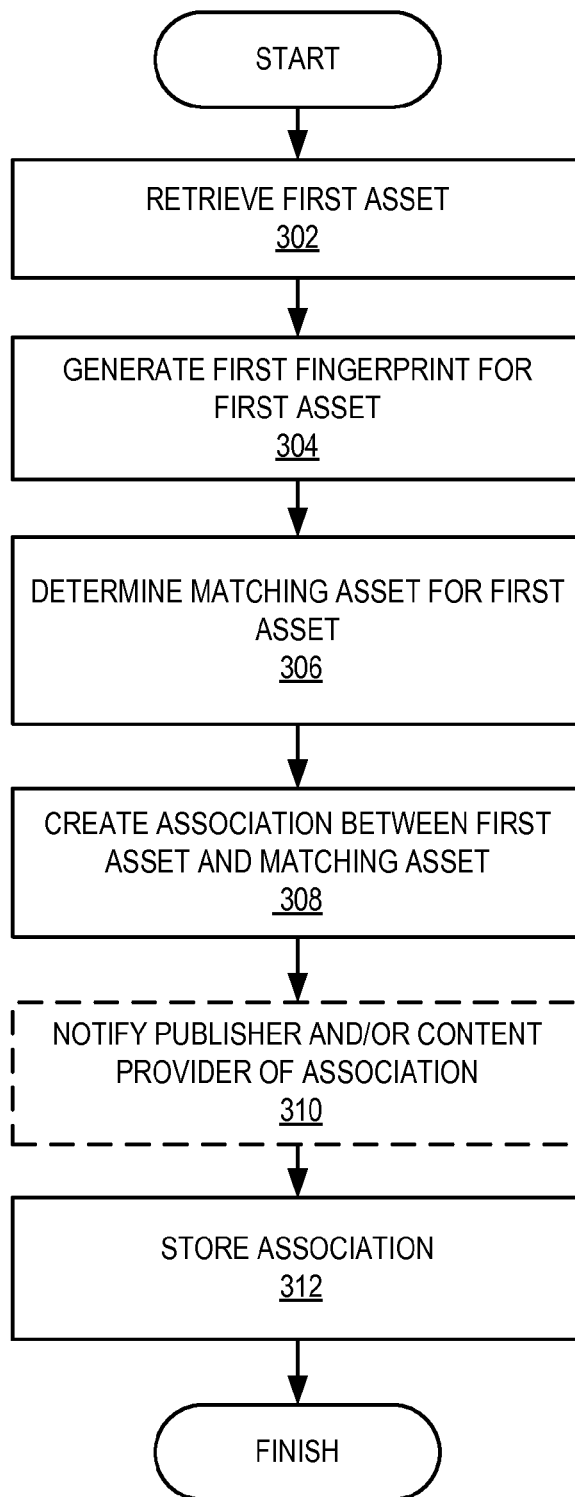 START
RETRIEVE FIRST ASSET
302
GENERATE FIRST FINGERPRINT FOR
FIRST ASSET
304
DETERMINE MATCHING ASSET FOR FIRST
ASSET
306
CREATE ASSOCIATION BETWEEN FIRST
ASSET AND MATCHING ASSET
308
NOTIFY PUBLISHER AND/OR CONTENT
PROVIDER OF ASSOCIATION
310
STORE ASSOCIATION
312
FINISH